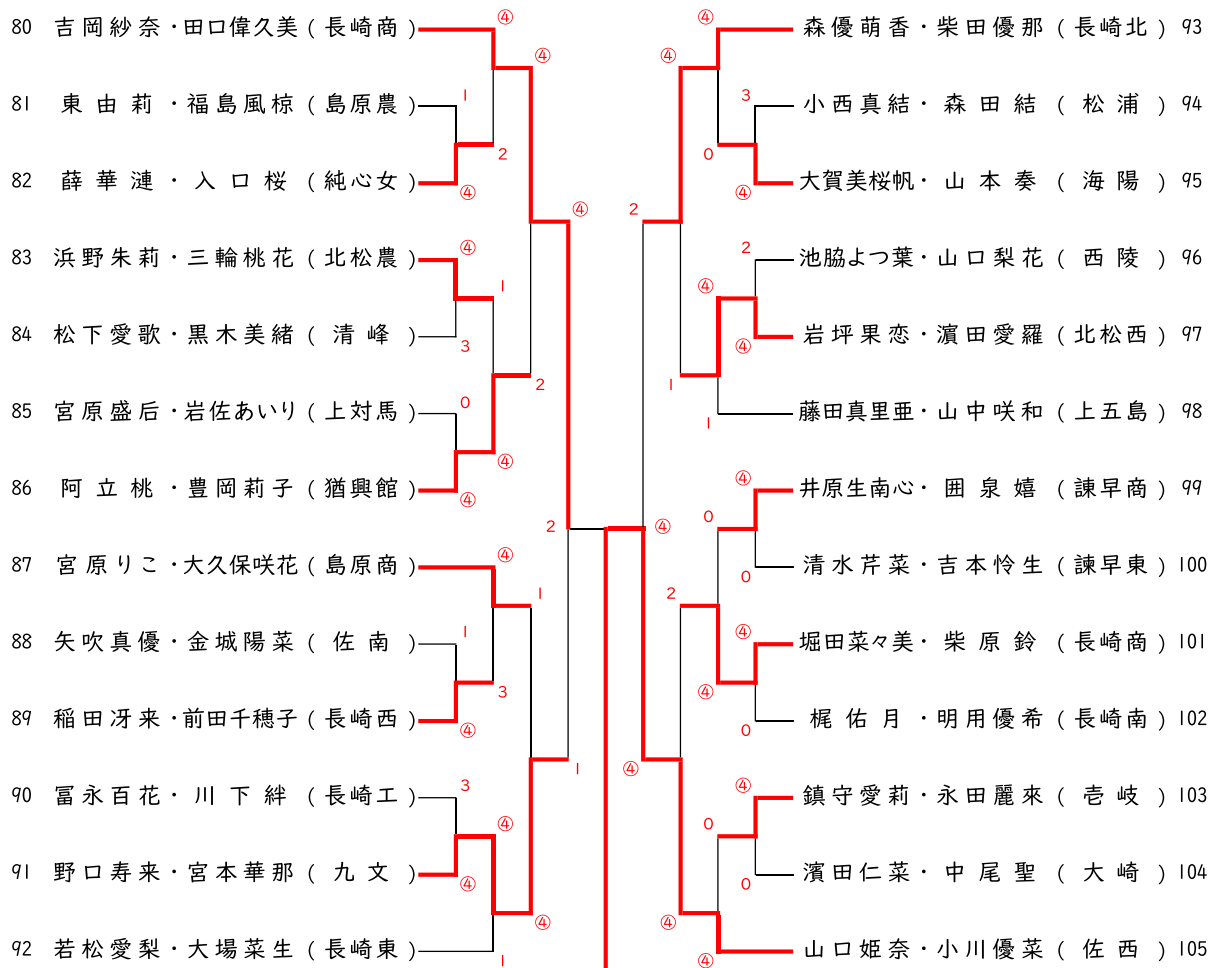 80 吉岡紗奈・田口偉久美 ( 長崎商 )
81 東由莉・福島風椋 ( 島原農 )
82 薛華漣・入口桜 ( 純心女 )
83 浜野朱莉・三輪桃花 ( 北松農 )
84 松下愛歌・黒木美緒 ( 清峰 )
85 宮原盛后・岩佐あいり ( 上対馬 )
86 阿立桃・豊岡莉子 ( 猶興館 )
87 宮原りこ・大久保咲花 ( 島原商 )
88 矢吹真優・金城陽菜 ( 佐南 )
89 稲田冴来・前田千穂子 ( 長崎西 )
90 冨永百花・川下絆 ( 長崎工 )
91 野口寿来・宮本華那 ( 九文 )
92 若松愛梨・大場菜生 ( 長崎東 )
④
④
1
2
④
④
④
1
3
2
0
④
④
2
④
1
1
3
④
3
④
④
1
④
1
森優萌香・柴田優那 ( 長崎北 ) 93
小西真結・森田結 ( 松浦 ) 94
大賀美桜帆・山本奏 ( 海陽 ) 95
池脇よつ葉・山口梨花 ( 西陵 ) 96
岩坪果恋・濵田愛羅 ( 北松西 ) 97
藤田真里亜・山中咲和 ( 上五島 ) 98
井原生南心・囲泉嬉 ( 諫早商 ) 99
清水芹菜・吉本怜生 ( 諫早東 ) 100
堀田菜々美・柴原鈴 ( 長崎商 ) 101
梶佑月・明用優希 ( 長崎南 ) 102
鎮守愛莉・永田麗來 ( 壱岐 ) 103
濱田仁菜・中尾聖 ( 大崎 ) 104
山口姫奈・小川優菜 ( 佐西 ) 105
④
④
3
0
④
2
2
④
④
1
1
④
0
④
0
2
④
④
0
④
④
0
0
④
④